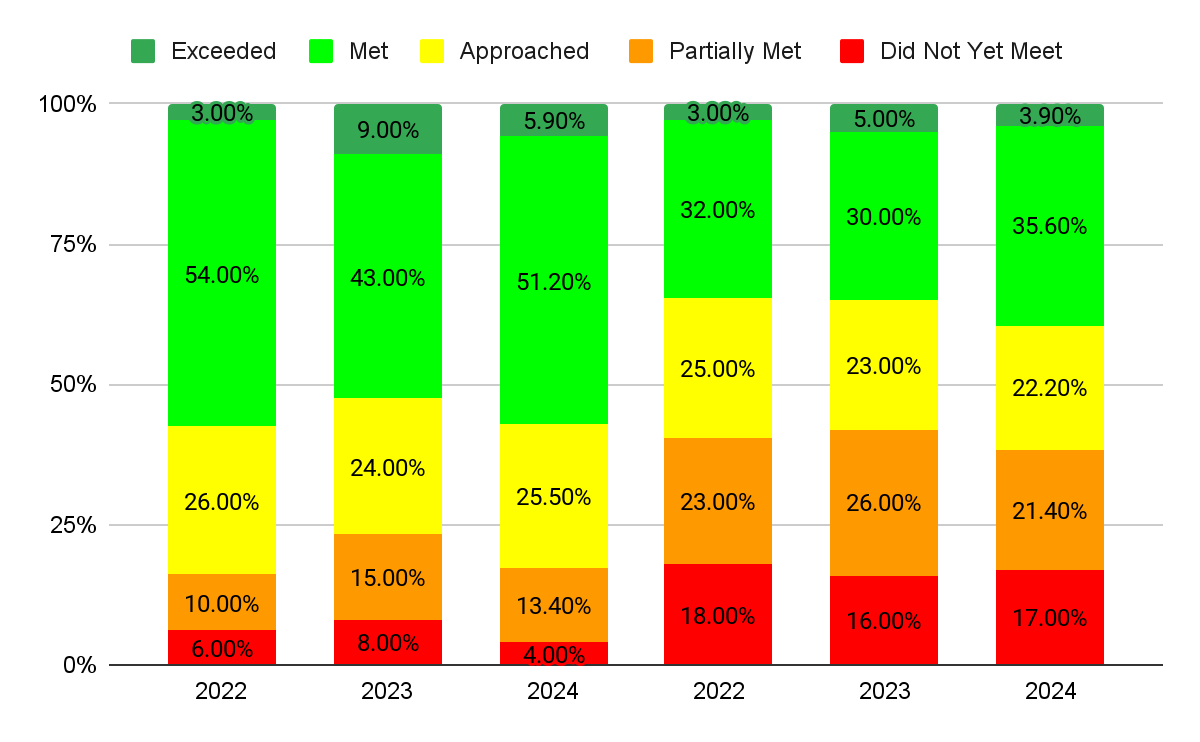 Exceeded Met Approached Partially Met Did Not Yet Meet
100%
75%
50%
25%
0%
3.00% 9.00% 5.90% 3.00% 5.00% 3.90%
54.00% 43.00% 51.20% 32.00% 30.00% 35.60%
26.00% 24.00% 25.50% 25.00% 23.00% 22.20%
10.00% 15.00% 13.40% 23.00% 26.00% 21.40%
6.00% 8.00% 4.00% 18.00% 16.00% 17.00%
2022 2023 2024 2022 2023 2024